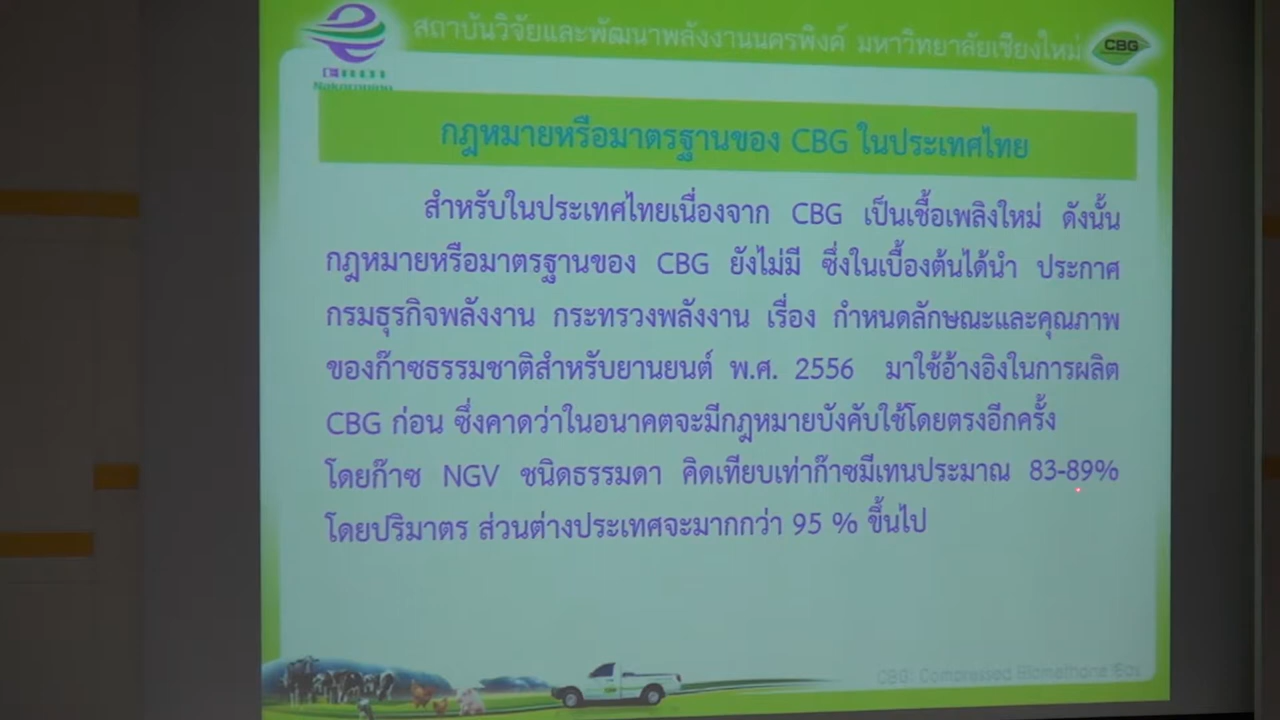 สถาบันวิจัยและพัฒนาพลังงานนครพิงค์ มหาวิทยาลัยเชียงใหม่
CBG
กฎหมายหรือมาตรฐานของ CBG ในประเทศไทย
สำหรับในประเทศไทยเนื่องจาก CBG เป็นเชื้อเพลิงใหม่ ดังนั้น
กฎหมายหรือมาตรฐานของ CBG ยังไม่มี ซึ่งในเบื้องต้นได้นำ ประกาศ
กรมธุรกิจพลังงาน กระทรวงพลังงาน เรื่อง กำหนดลักษณะและคุณภาพ
ของก๊าซธรรมชาติสำหรับยานยนต์ พ.ศ. 2556 มาใช้อ้างอิงในการผลิต
CBG ก่อน ซึ่งคาดว่าในอนาคตจะมีกฎหมายบังคับใช้โดยตรงอีกครั้ง
โดยก๊าซ NGV ชนิดธรรมดา คิดเทียบเท่าก๊าซมีเทนประมาณ 83-89%
โดยปริมาตร ส่วนต่างประเทศจะมากกว่า 95 % ขึ้นไป
CBG: Compressed Biomethane Gas